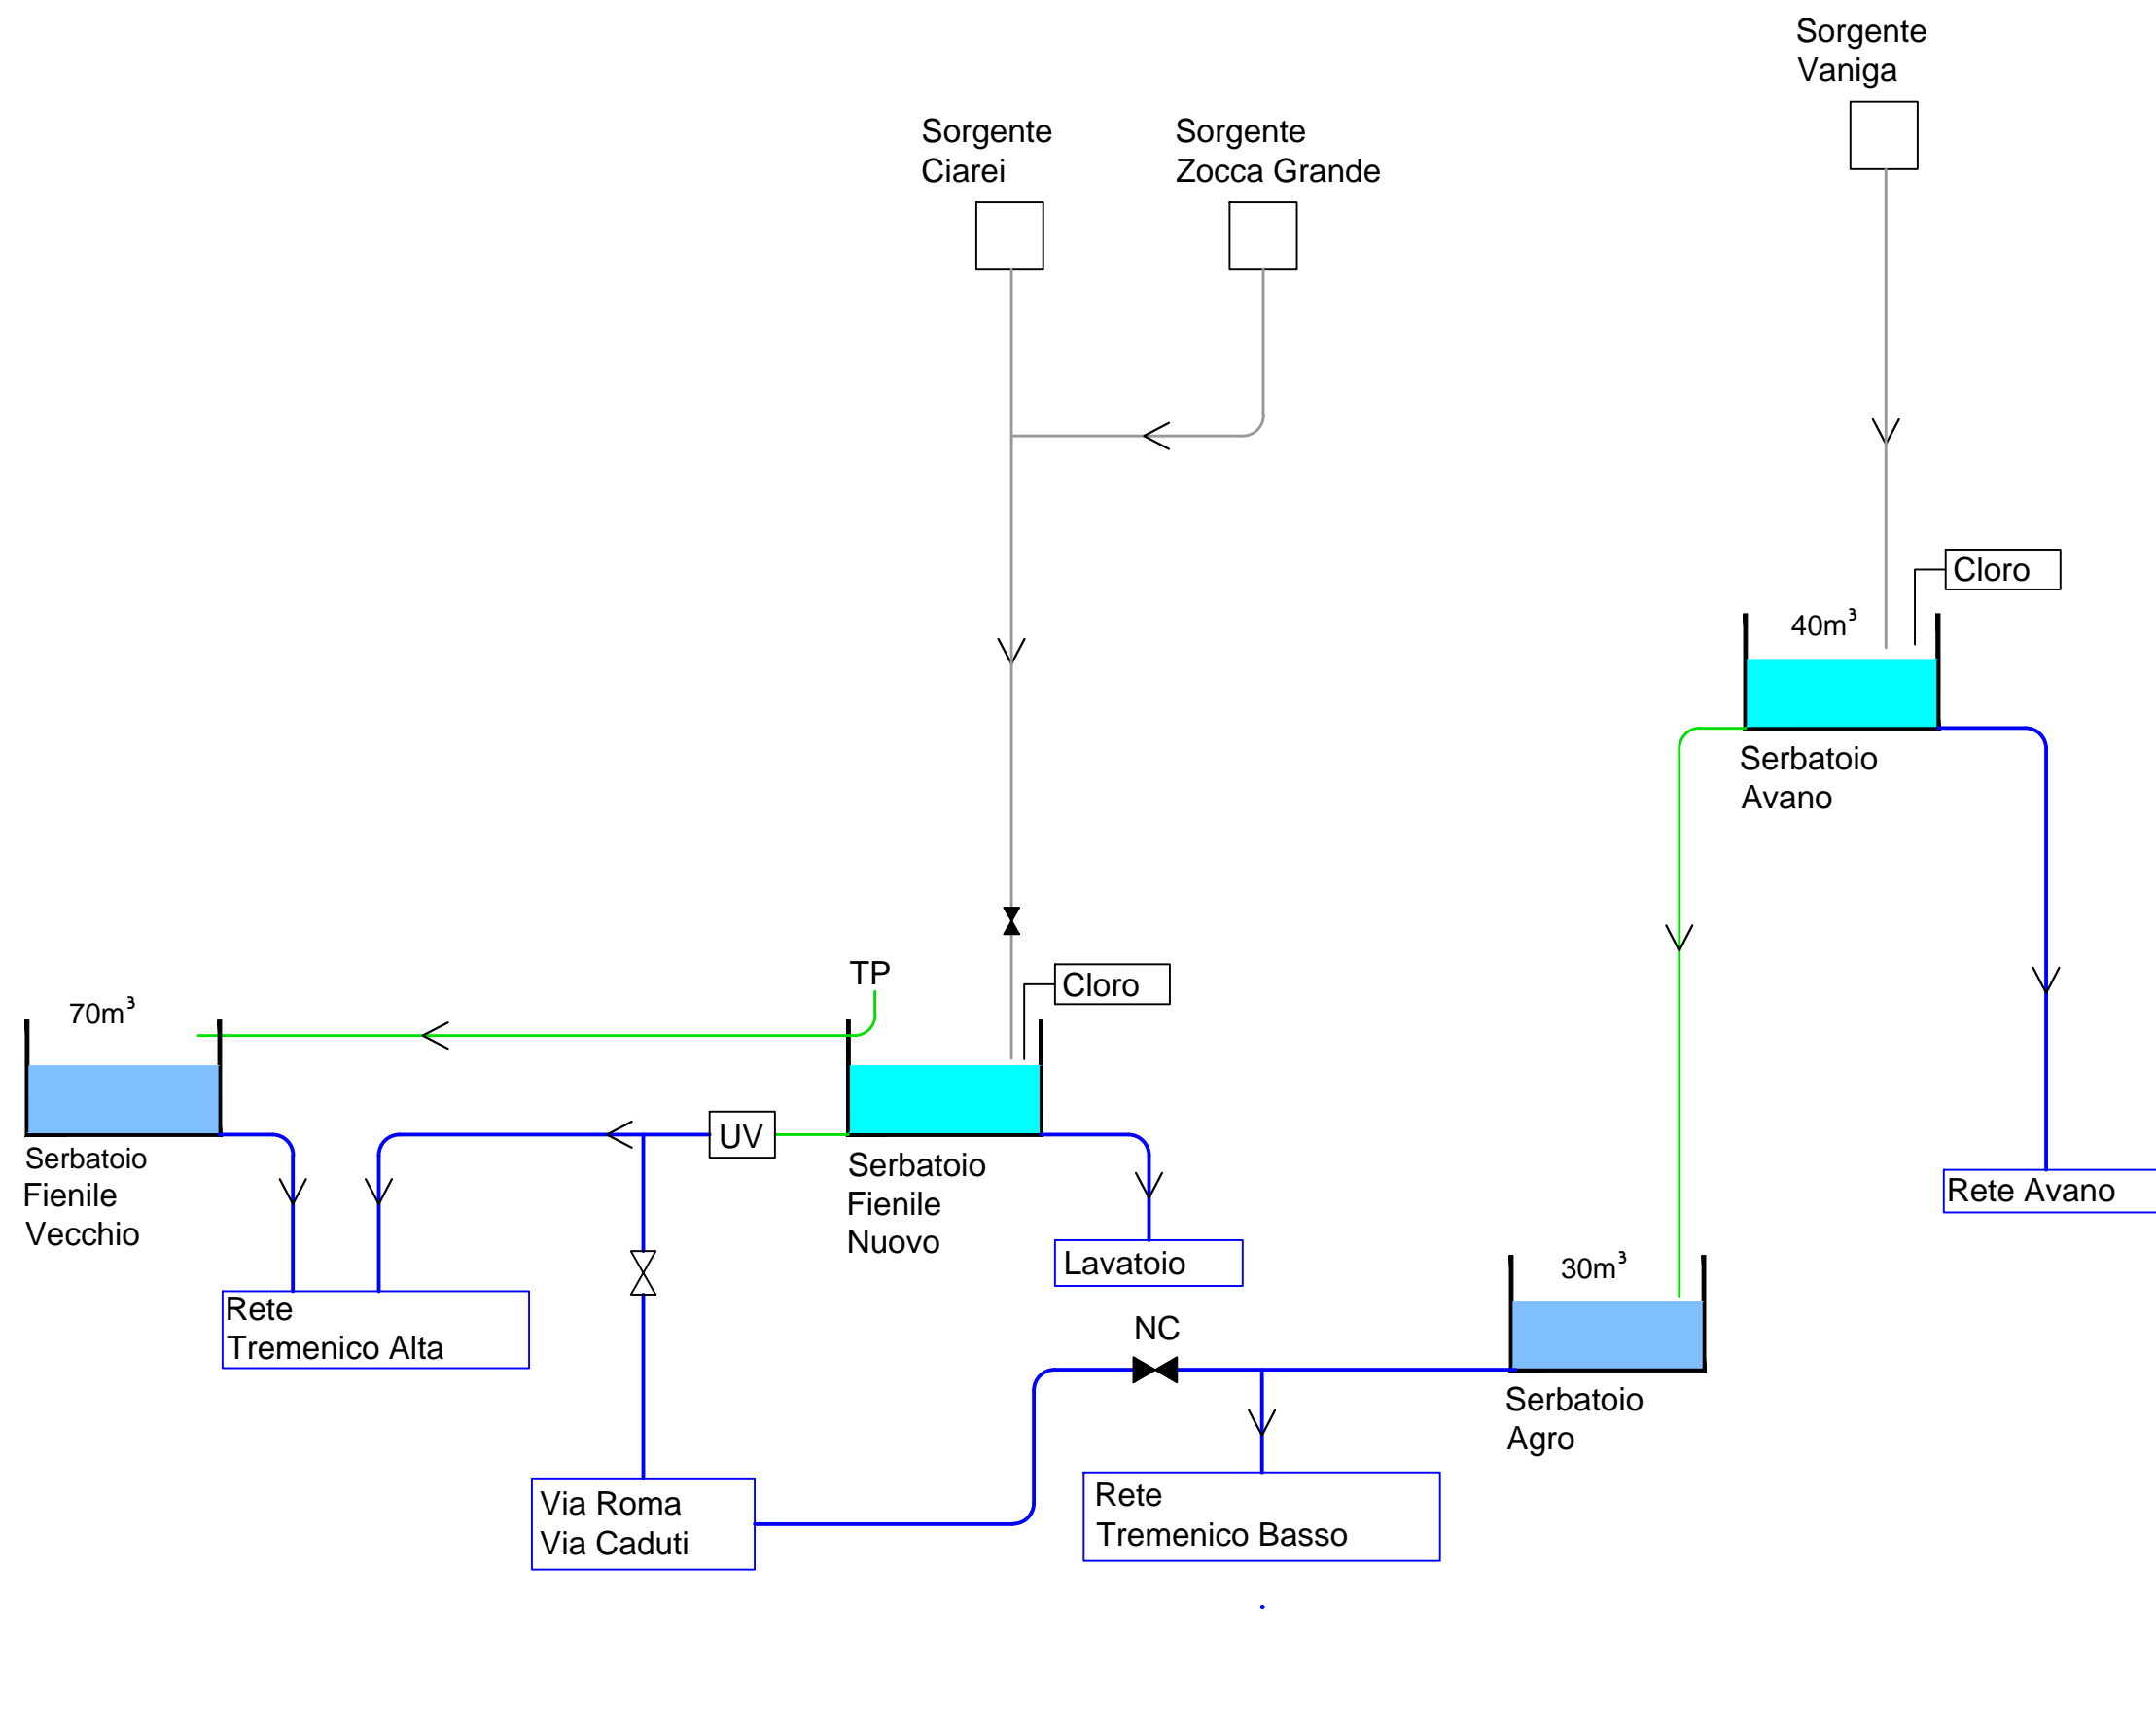 Sorgente
Vaniga
Sorgente
Ciarei
Sorgente
Zocca Grande
Cloro
40m³
Serbatoio
Avano
TP
Cloro
70m³
UV
Serbatoio
Fienile
Vecchio
Serbatoio
Fienile
Nuovo
Rete Avano
Lavatoio
30m³
Rete
Tremenico Alta
NC
Serbatoio
Agro
Via Roma
Via Caduti
Rete
Tremenico Basso